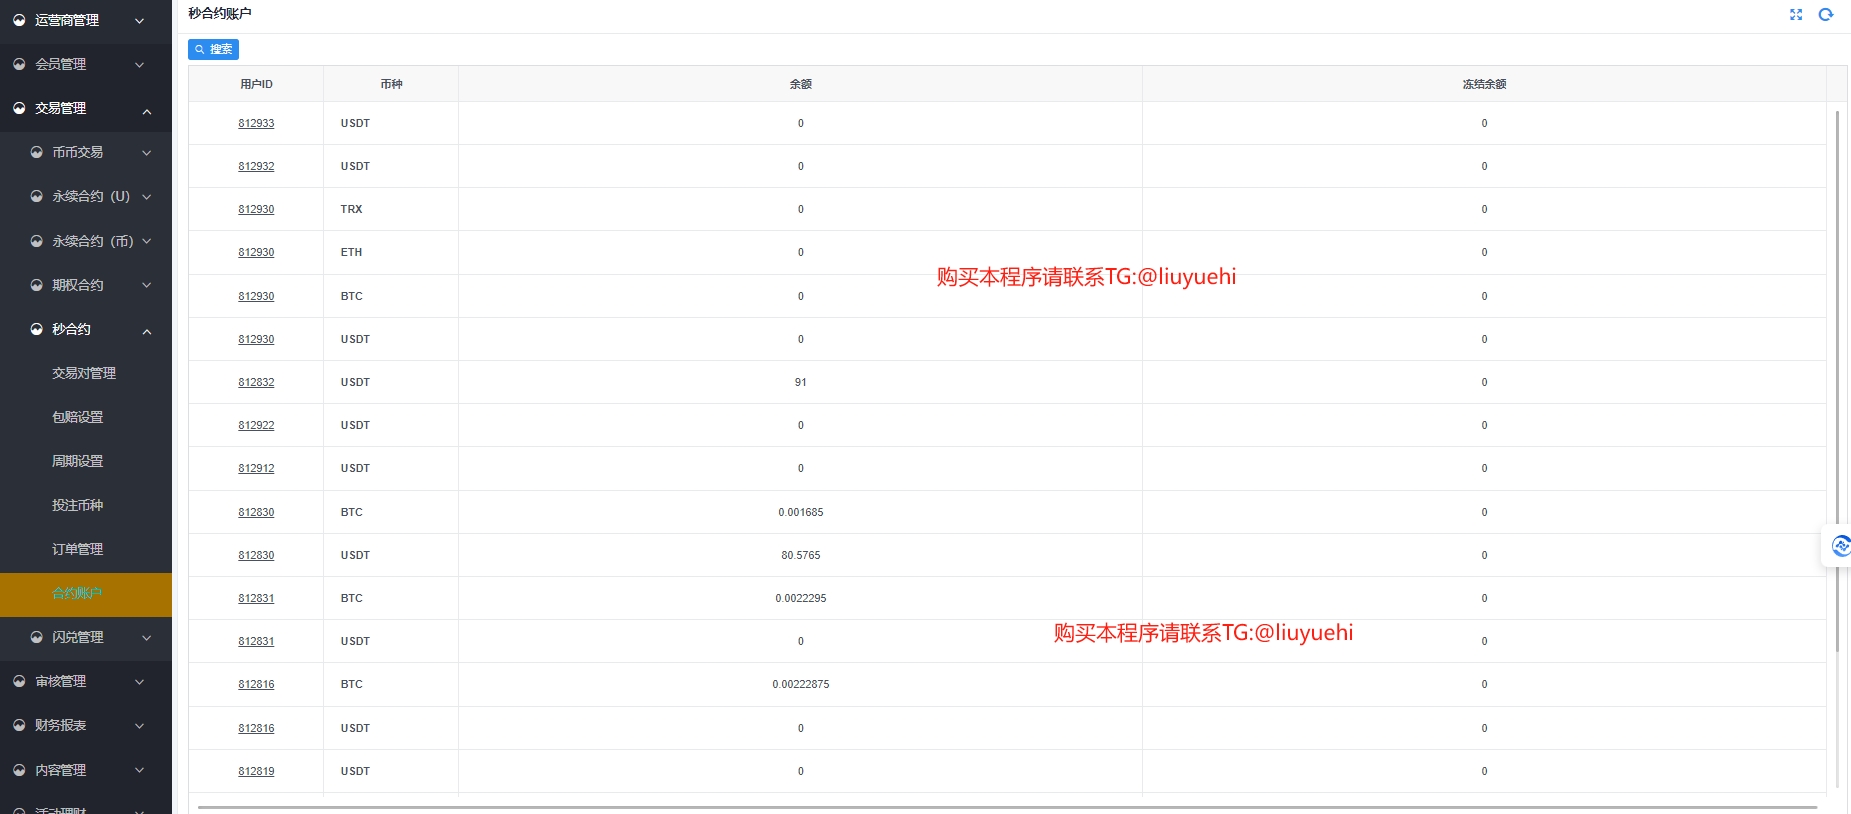 运营商管理
会员管理
交易管理
币币交易
永续合约（U）
永续合约（币）
期权合约
秒合约
交易对管理
包赔设置
周期设置
投注币种
订单管理
合约账户
闪兑管理
审核管理
财务报表
内容管理
活动理财
秒合约账户
搜索
用户ID 币种 余额 冻结余额
812933 USDT 0 0
812932 USDT 0 0
812930 TRX 0 0
812930 ETH 0 0
购买本程序请联系TG:@liuyuehi
812930 BTC 0 0
812930 USDT 0 0
812832 USDT 91 0
812922 USDT 0 0
812912 USDT 0 0
812830 BTC 0.001685 0
812830 USDT 80.5765 0
812831 BTC 0.0022295 0
购买本程序请联系TG:@liuyuehi
812831 USDT 0 0
812816 BTC 0.00222875 0
812816 USDT 0 0
812819 USDT 0 0